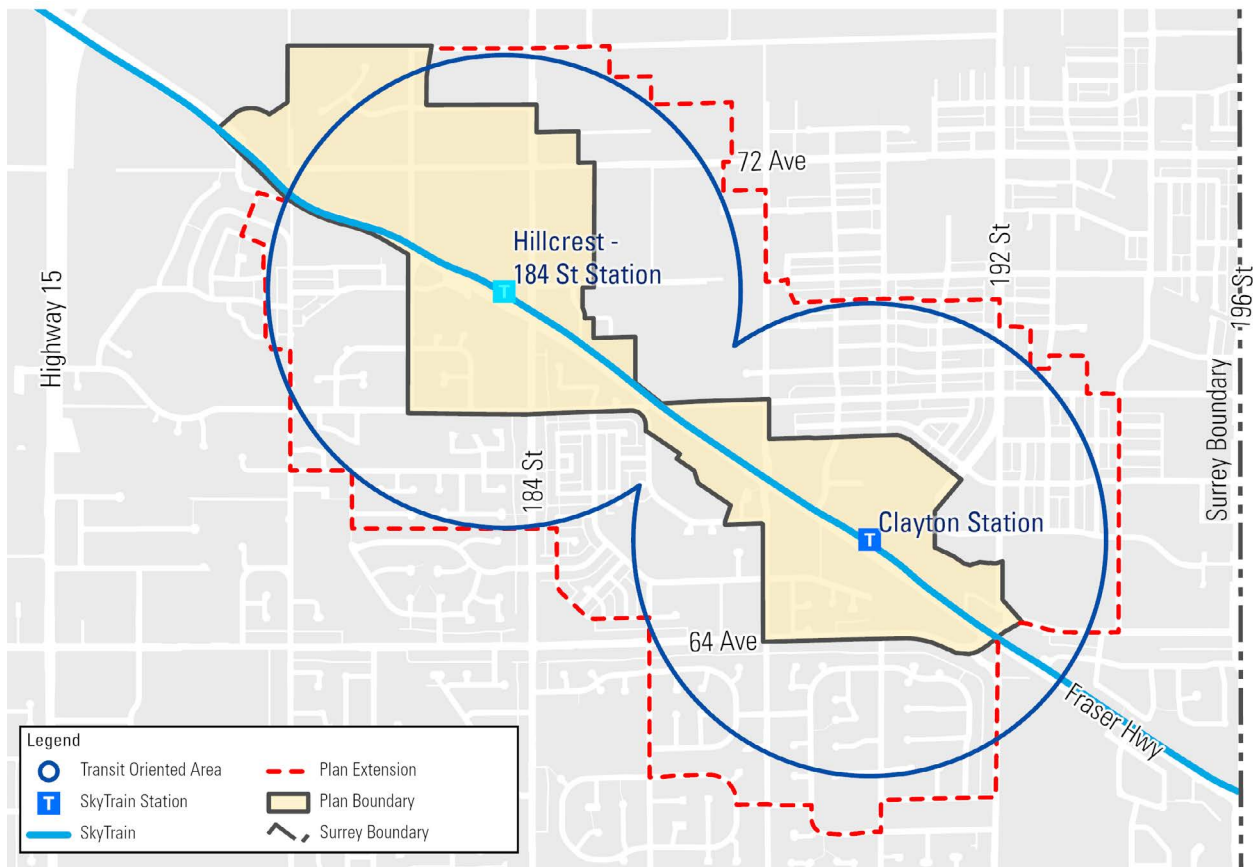 72 Ave
Hillcrest -
184 St Station
192 St
196 St
Surrey Boundary
Highway 15
T
184 St
Clayton Station
T
64 Ave
Fraser Hwy
Legend
Transit Oriented Area
Plan Extension
T
SkyTrain Station
Plan Boundary
SkyTrain
Surrey Boundary